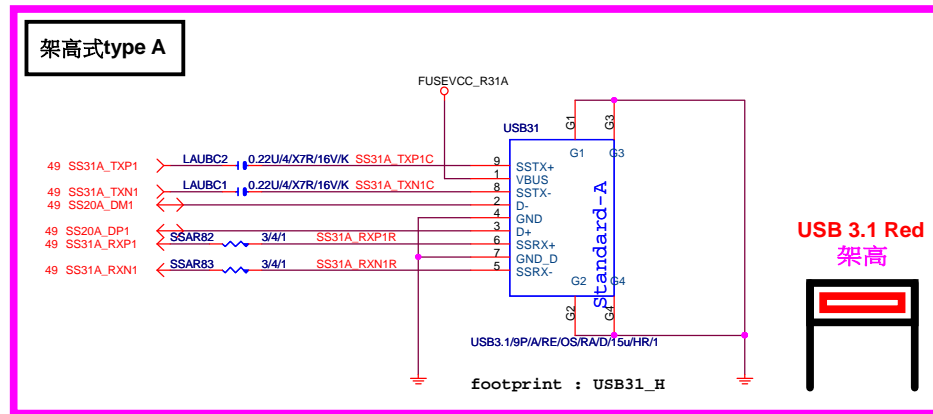 架高式type A
FUSEVCC_R31A
USB31
G1 G3
G1 G3
49 SS31A_TXP1 LAUBC2 0.22U/4/X7R/16V/K SS31A_TXP1C 9 SSTX+
1 VBUS
49 SS31A_TXN1 LAUBC1 0.22U/4/X7R/16V/K SS31A_TXN1C 8 SSTX-
49 SS20A_DM1 2 D-
4 GND
49 SS20A_DP1 3 D+
49 SS31A_RXP1 SSAR82 3/4/1 SS31A_RXP1R 6 SSRX+
7 GND_D
49 SS31A_RXN1 SSAR83 3/4/1 SS31A_RXN1R 5 SSRX-
Standard-A
G2 G4
G2 G4
USB3.1/9P/A/RE/OS/RA/D/15u/HR/1
footprint : USB31_H
USB 3.1 Red
架高